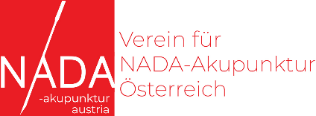 NADA
-akupunktur
austria
Verein für
NADA-Akupunktur
Österreich